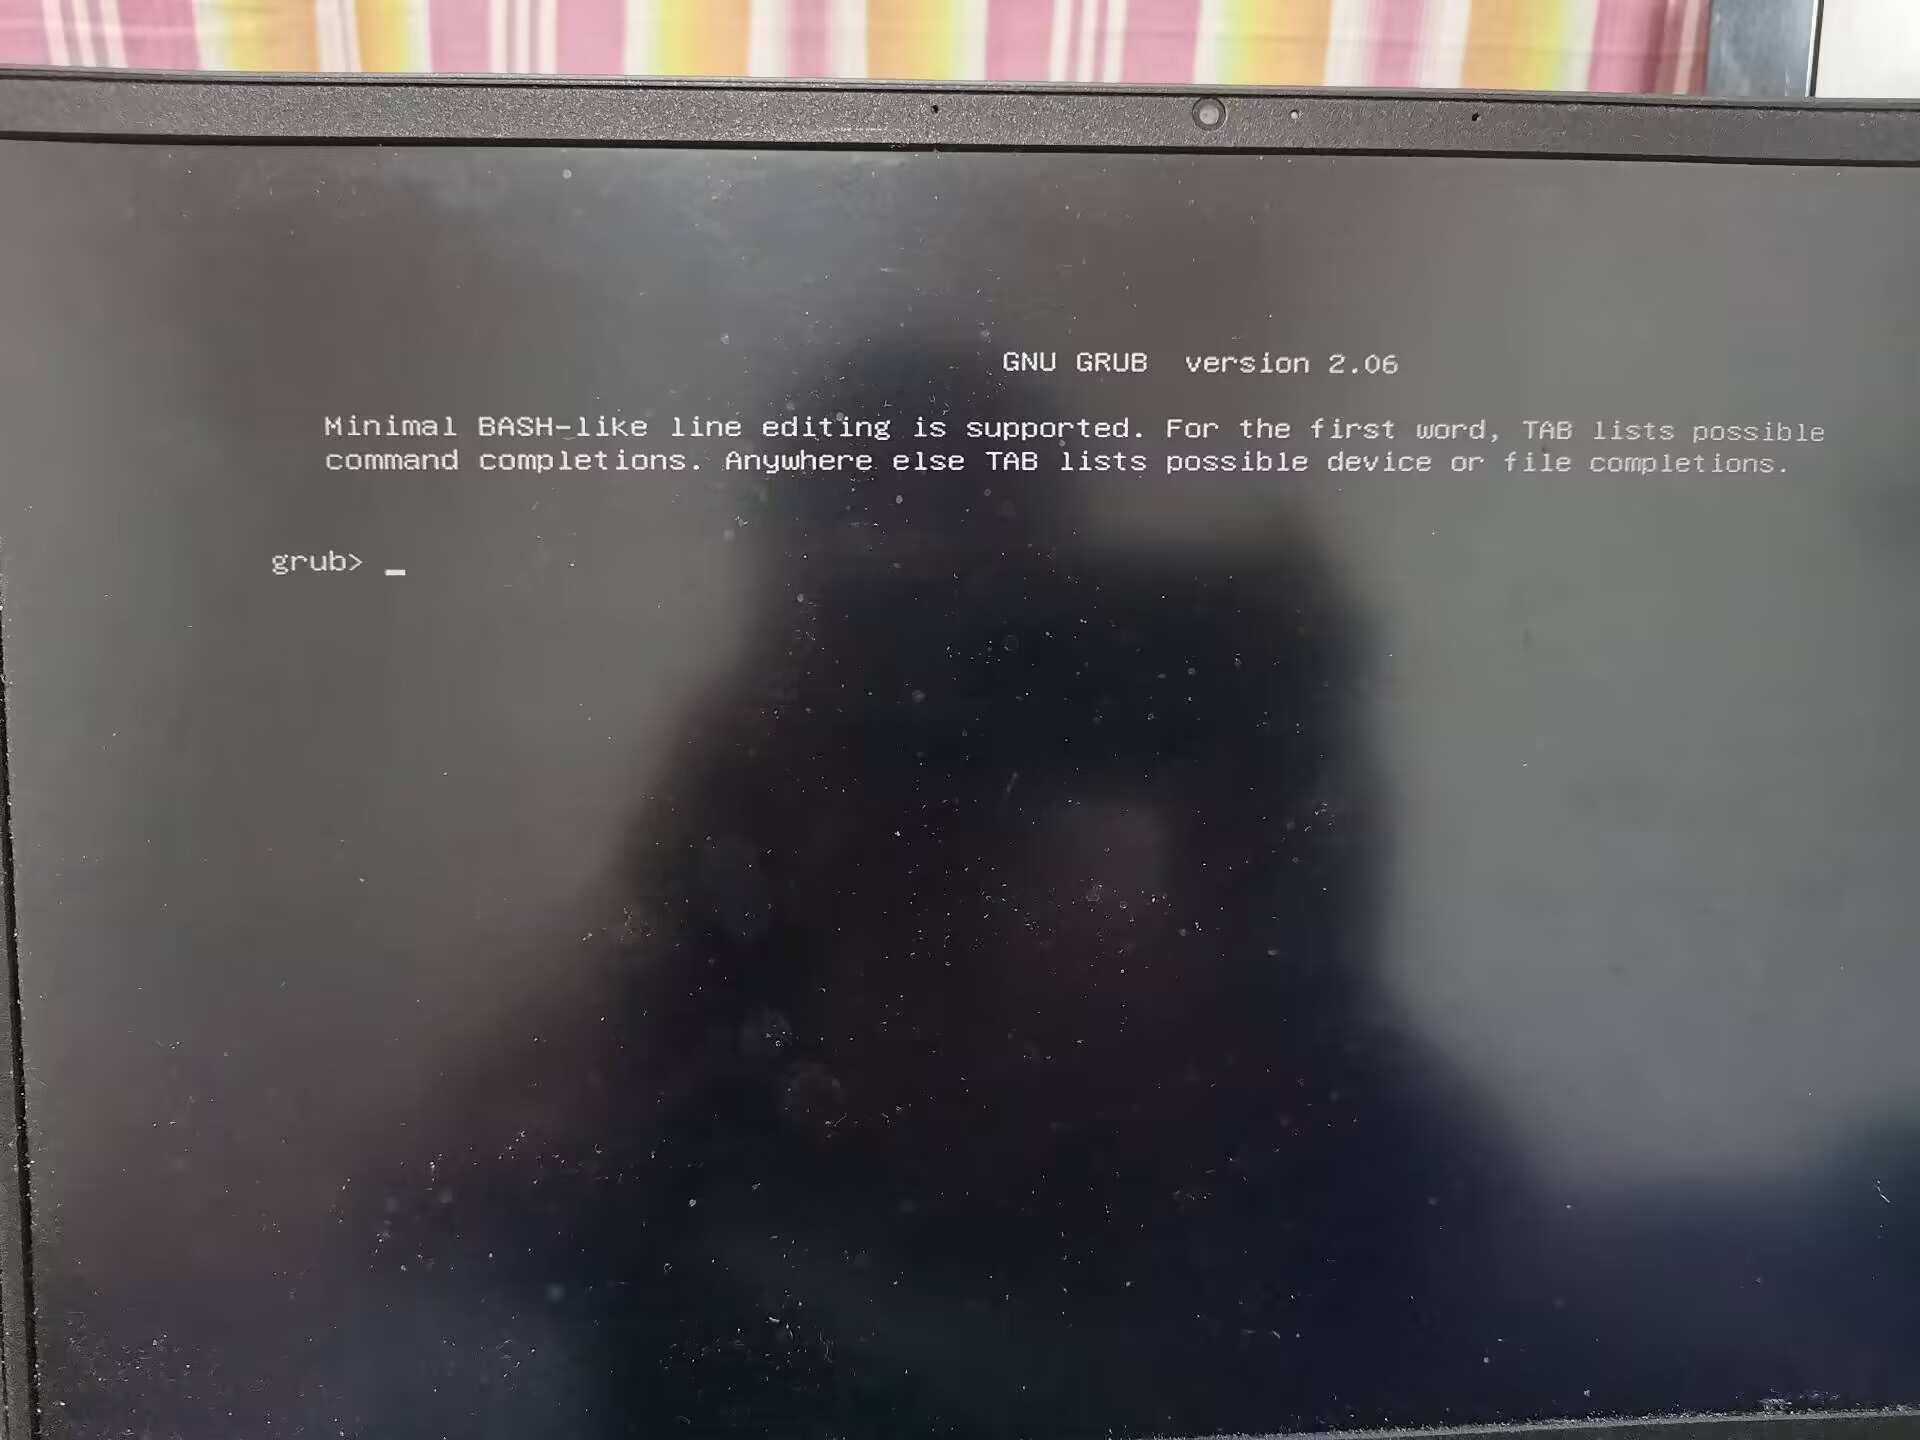 GNU GRUB  version 2.06
Minimal BASH-like line editing is supported. For the first word, TAB lists possible
command completions. Anywhere else TAB lists possible device or file completions.
grub> _